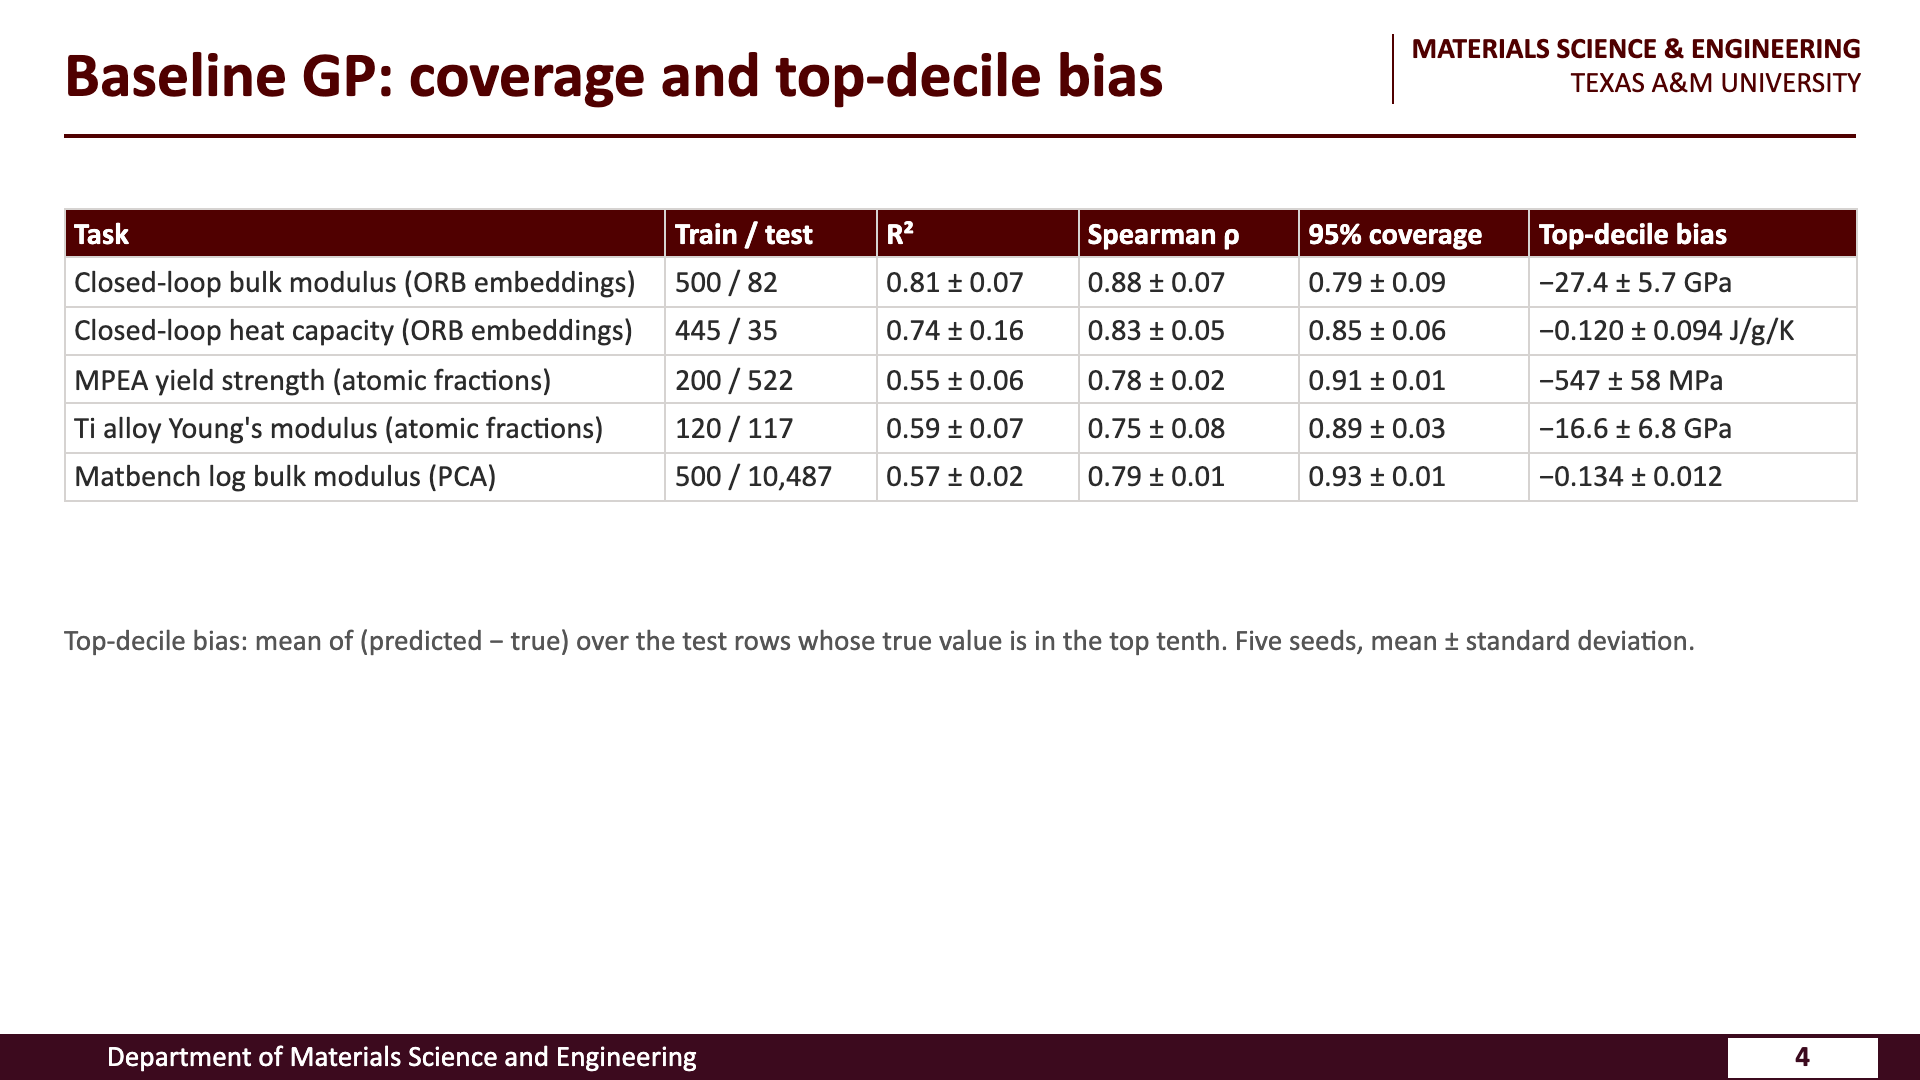 Baseline GP: coverage and top-decile bias
MATERIALS SCIENCE & ENGINEERING
TEXAS A&M UNIVERSITY
Task Train / test R² Spearman ρ 95% coverage Top-decile bias
Closed-loop bulk modulus (ORB embeddings) 500 / 82 0.81 ± 0.07 0.88 ± 0.07 0.79 ± 0.09 −27.4 ± 5.7 GPa
Closed-loop heat capacity (ORB embeddings) 445 / 35 0.74 ± 0.16 0.83 ± 0.05 0.85 ± 0.06 −0.120 ± 0.094 J/g/K
MPEA yield strength (atomic fractions) 200 / 522 0.55 ± 0.06 0.78 ± 0.02 0.91 ± 0.01 −547 ± 58 MPa
Ti alloy Young's modulus (atomic fractions) 120 / 117 0.59 ± 0.07 0.75 ± 0.08 0.89 ± 0.03 −16.6 ± 6.8 GPa
Matbench log bulk modulus (PCA) 500 / 10,487 0.57 ± 0.02 0.79 ± 0.01 0.93 ± 0.01 −0.134 ± 0.012
Top-decile bias: mean of (predicted − true) over the test rows whose true value is in the top tenth. Five seeds, mean ± standard deviation.
Department of Materials Science and Engineering
4